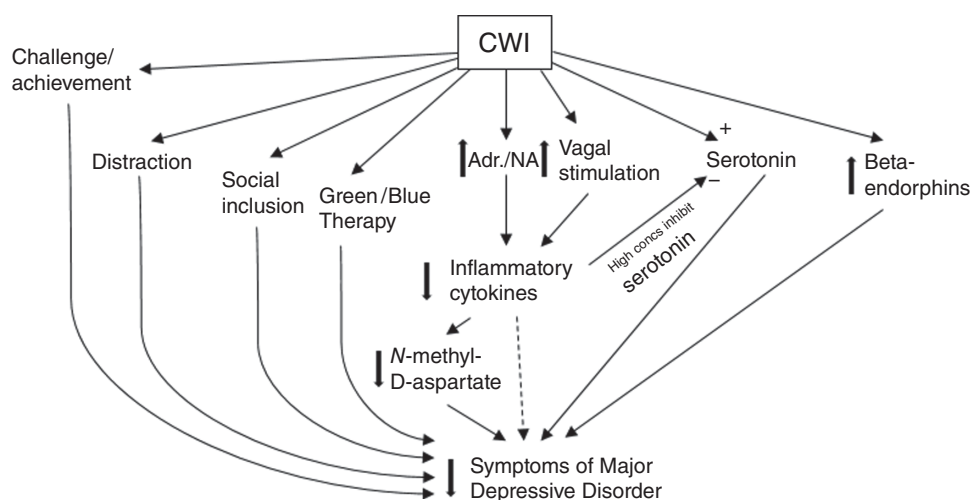 CWI
Challenge/
achievement
Distraction
Social
inclusion
Green/Blue
Therapy
Adr./NA
Vagal
stimulation
+
Serotonin
−
Beta-
endorphins
High concs inhibit
serotonin
Inflammatory
cytokines
N-methyl-
D-aspartate
Symptoms of Major
Depressive Disorder